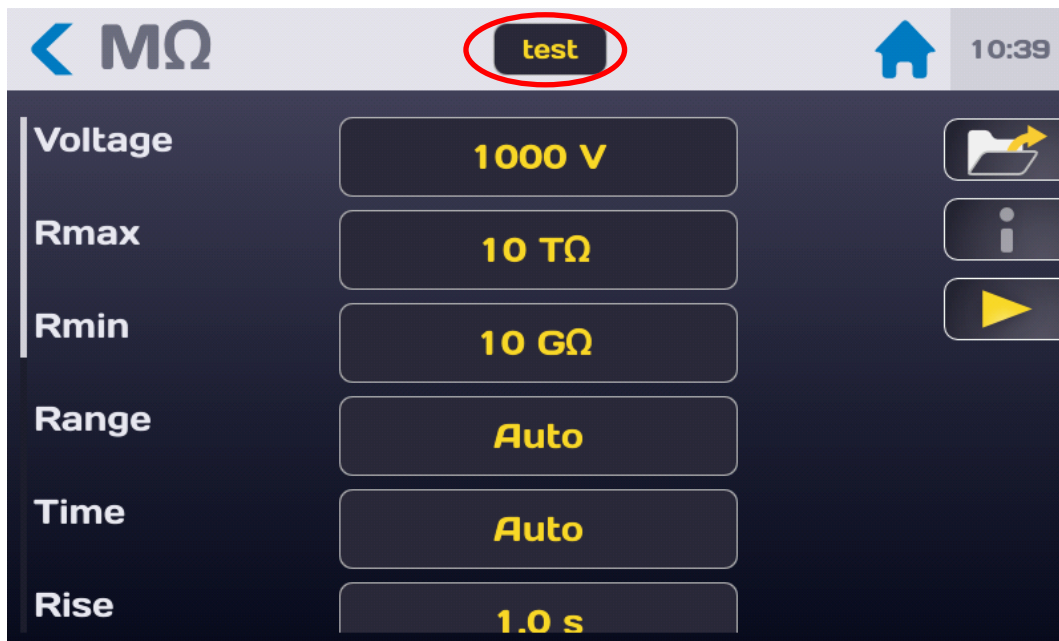 MΩ test 10:39
Voltage 1000 V
Rmax 10 TΩ
Rmin 10 GΩ
Range Auto
Time Auto
Rise 1.0 s